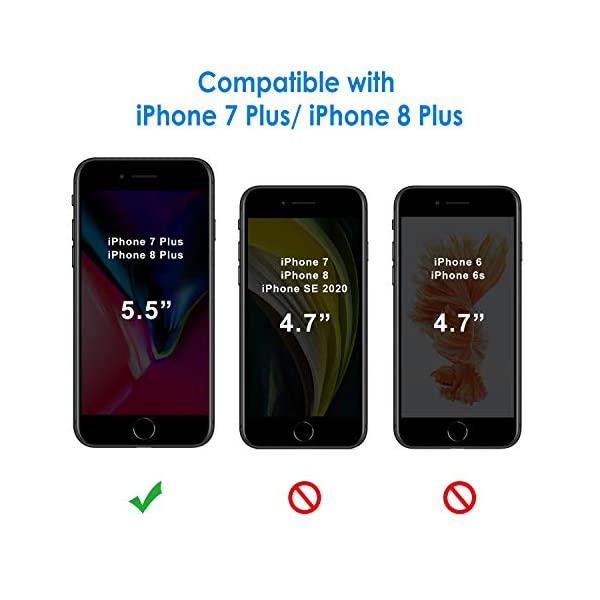 Compatible with
iPhone 7 Plus/ iPhone 8 Plus
iPhone 7 Plus
iPhone 8 Plus
5.5”
iPhone 7
iPhone 8
iPhone SE 2020
4.7”
iPhone 6
iPhone 6s
4.7”